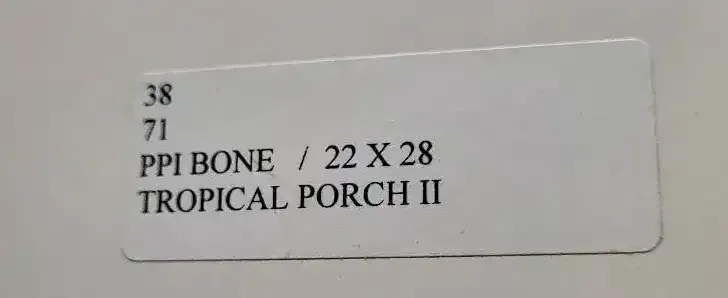 38
71
PPI BONE / 22 X 28
TROPICAL PORCH II